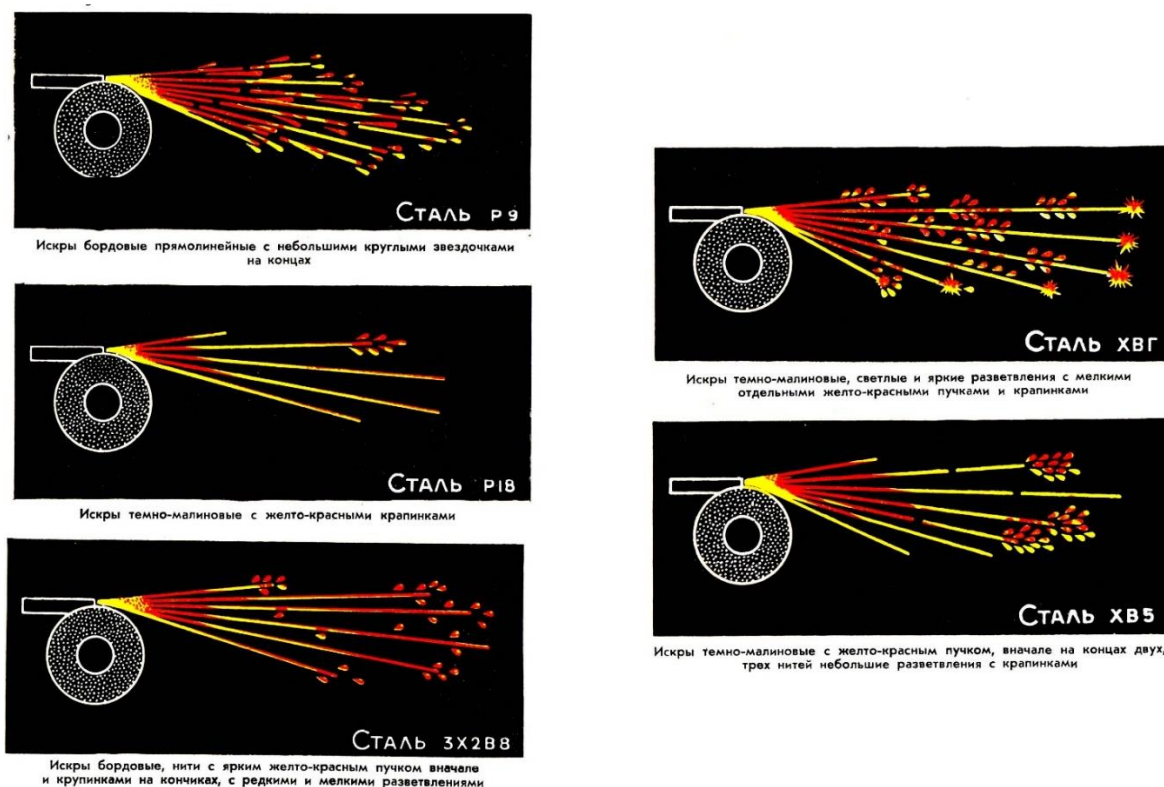 Сталь Р9
Искры бордовые прямолинейные с небольшими круглыми звездочками
на концах
Сталь Р18
Искры темно-малиновые с желто-красными крапинками
Сталь 3Х2В8
Искры бордовые, нити с ярким желто-красным пучком вначале
и крупинками на кончиках, с редкими и мелкими разветвлениями
Сталь ХВГ
Искры темно-малиновые, светлые и яркие разветвления с мелкими
отдельными желто-красными пучками и крапинками
Сталь ХВ5
Искры темно-малиновые с желто-красным пучком, вначале на концах двух,
трех нитей небольшие разветвления с крапинками